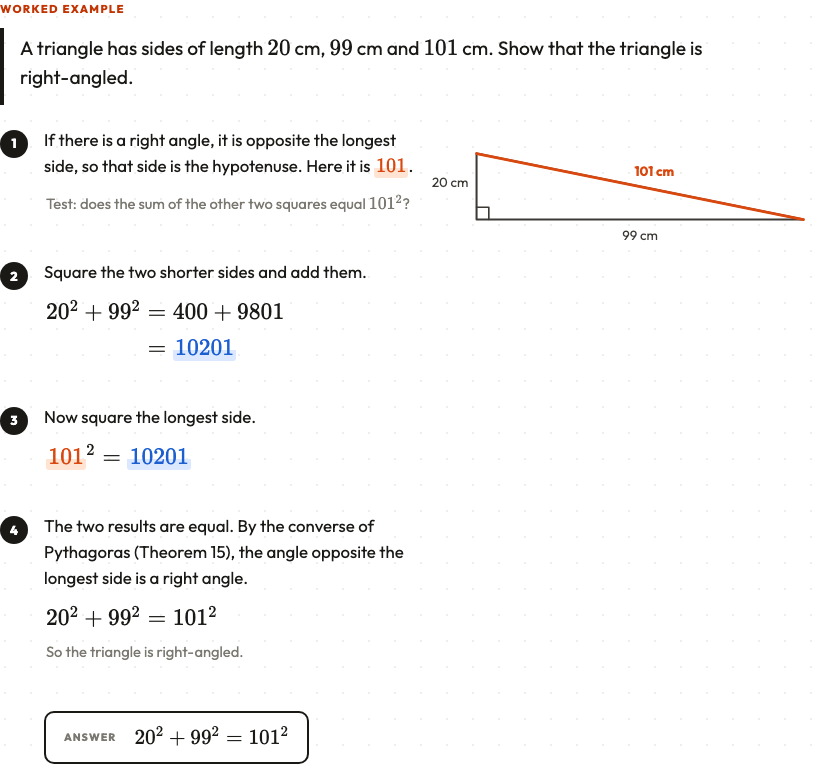 WORKED EXAMPLE
A triangle has sides of length 20 cm, 99 cm and 101 cm. Show that the triangle is
right-angled.
1
If there is a right angle, it is opposite the longest
side, so that side is the hypotenuse. Here it is 101.
Test: does the sum of the other two squares equal 101²?
20 cm
101 cm
99 cm
2
Square the two shorter sides and add them.
20² + 99² = 400 + 9801
= 10201
3
Now square the longest side.
101² = 10201
4
The two results are equal. By the converse of
Pythagoras (Theorem 15), the angle opposite the
longest side is a right angle.
20² + 99² = 101²
So the triangle is right-angled.
ANSWER 20² + 99² = 101²